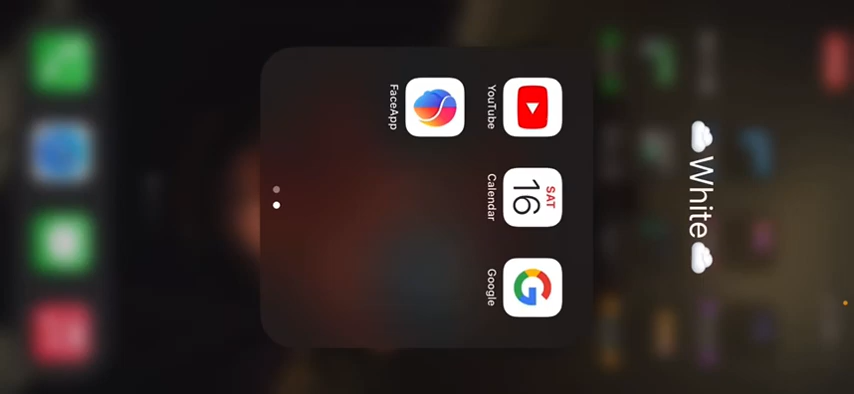 ☁️White☁️
YouTube
SAT
16
Calendar
G
Google
FaceApp